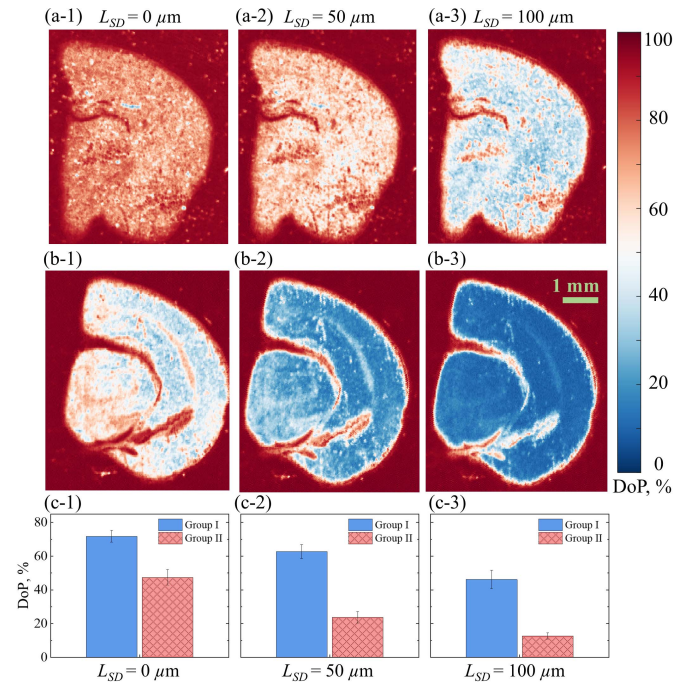 (a-1) L_SD = 0 μm (a-2) L_SD = 50 μm (a-3) L_SD = 100 μm
100
80
60
40
20
0
DoP, %
(b-1) (b-2) (b-3)
1 mm
(c-1) (c-2) (c-3)
80
60
40
20
0
DoP, %
Group I
Group II
Group I
Group II
Group I
Group II
L_SD = 0 μm L_SD = 50 μm L_SD = 100 μm